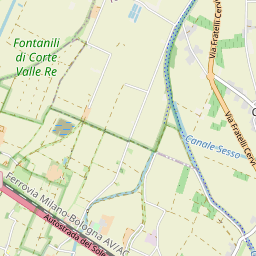 Fontanili
di Corte
Valle Re
Via Fratelli Cervi
Via Fratelli Cervi
Canale Sesso
Ferrovia Milano-Bologna AV/AC
Autostrada del Sole